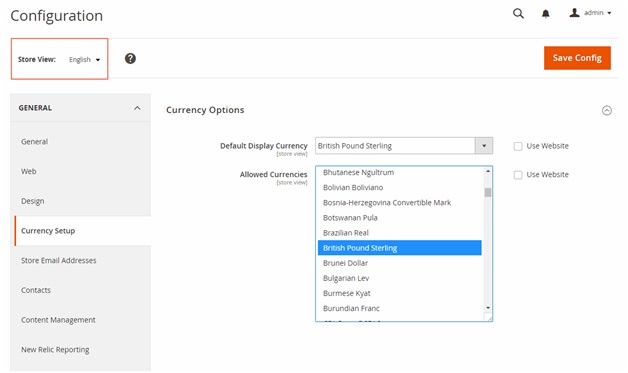 Configuration
admin
Store View: English
?
Save Config
GENERAL
General
Web
Design
Currency Setup
Store Email Addresses
Contacts
Content Management
New Relic Reporting
Currency Options
Default Display Currency
[store view]
British Pound Sterling
Use Website
Allowed Currencies
[store view]
Bhutanese Ngultrum
Bolivian Boliviano
Bosnia-Herzegovina Convertible Mark
Botswanan Pula
Brazilian Real
British Pound Sterling
Brunei Dollar
Bulgarian Lev
Burmese Kyat
Burundian Franc
Use Website